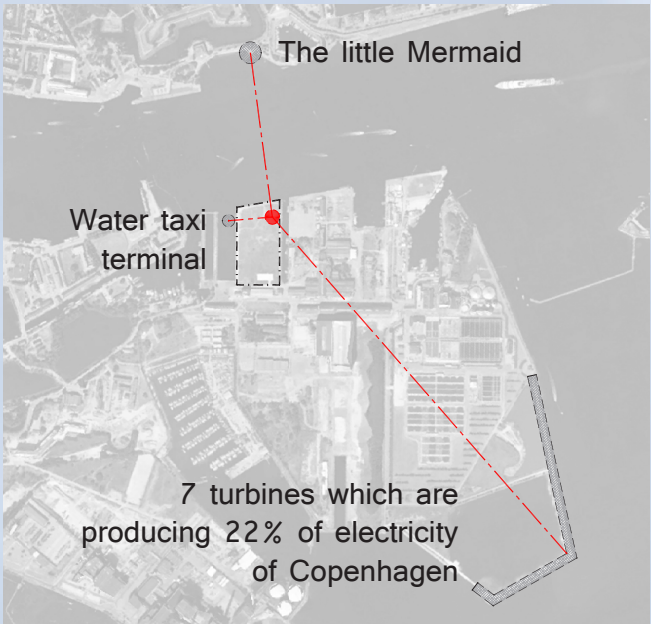 The little Mermaid
Water taxi
terminal
7 turbines which are
producing 22% of electricity
of Copenhagen